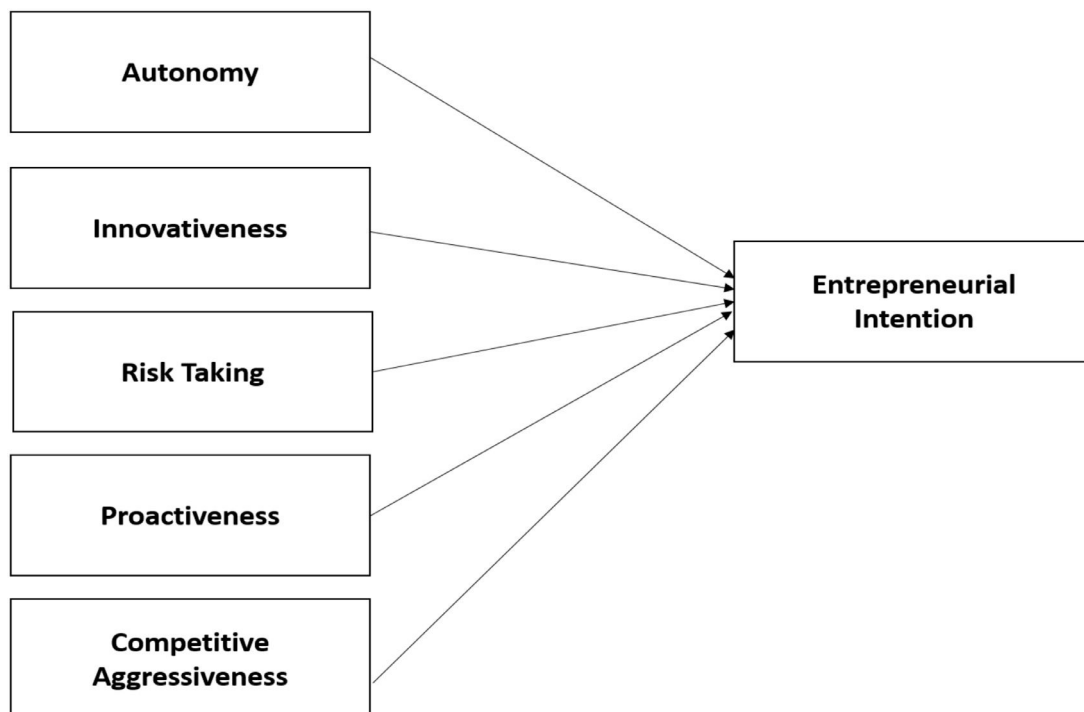 Autonomy
Innovativeness
Risk Taking
Proactiveness
Competitive
Aggressiveness
Entrepreneurial
Intention